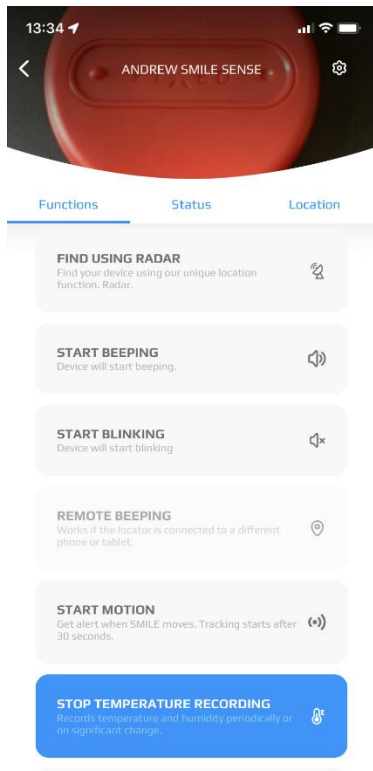 13:34
ANDREW SMILE SENSE
Functions Status Location
FIND USING RADAR
Find your device using our unique location
function. Radar.
START BEEPING
Device will start beeping.
START BLINKING
Device will start blinking
REMOTE BEEPING
Works if the locator is connected to a different
phone or tablet.
START MOTION
Get alert when SMILE moves. Tracking starts after
30 seconds.
STOP TEMPERATURE RECORDING
Records temperature and humidity periodically or
on significant change.